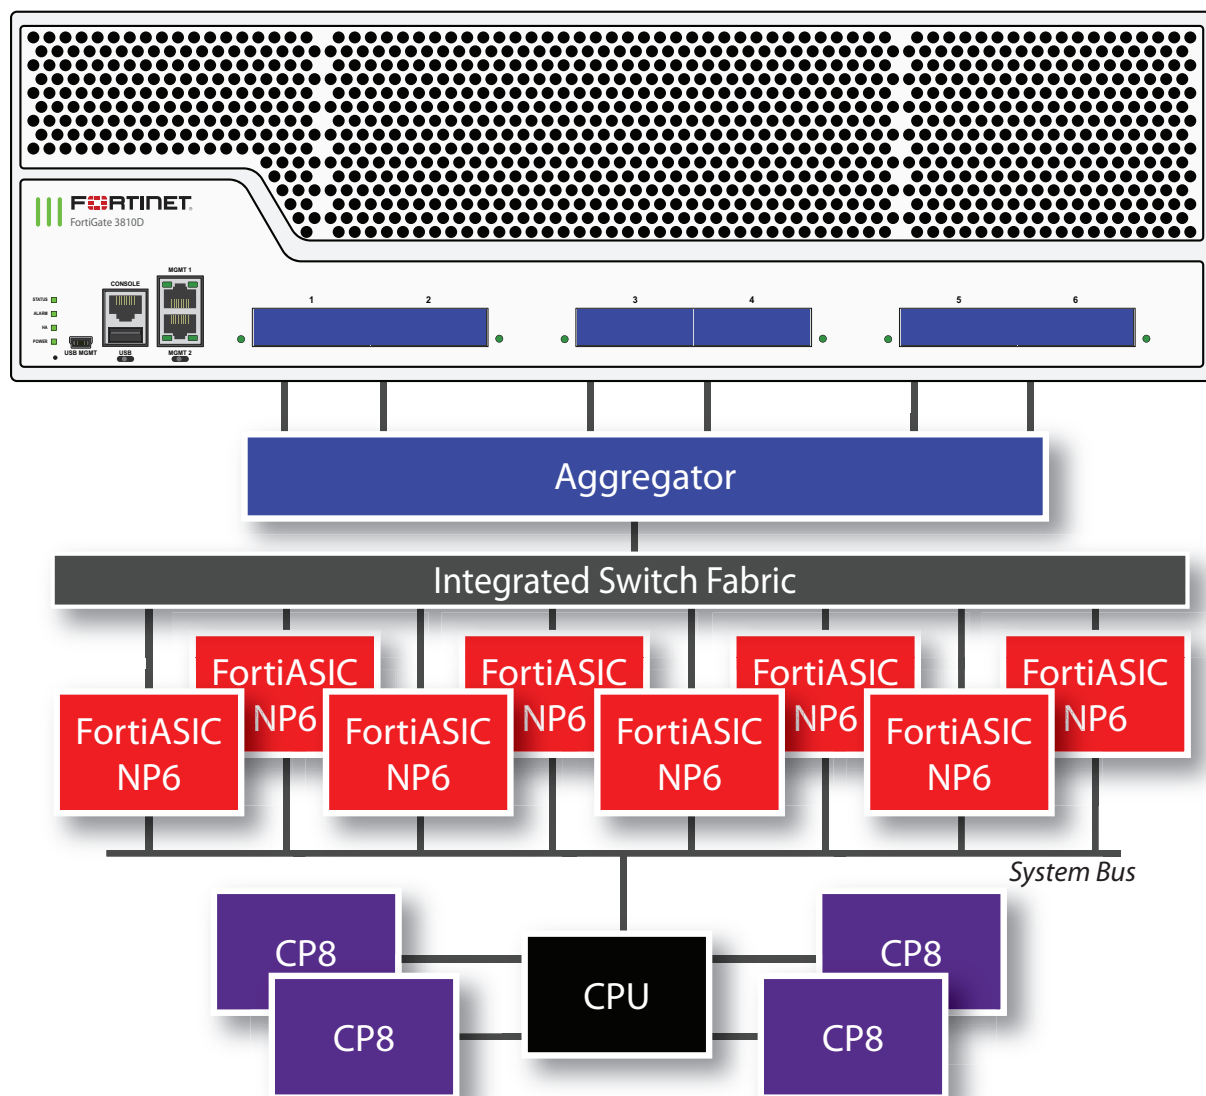 FORTINET
FortiGate 3810D
MGMT 1
CONSOLE
STATUS
ALARM
HA
POWER
USB MGMT
USB
MGMT 2
1 2 3 4 5 6
Aggregator
Integrated Switch Fabric
FortiASIC NP6
FortiASIC NP6
FortiASIC NP6
FortiASIC NP6
FortiASIC
NP6
FortiASIC
NP6
FortiASIC
NP6
FortiASIC
NP6
System Bus
CP8
CP8
CPU
CP8
CP8